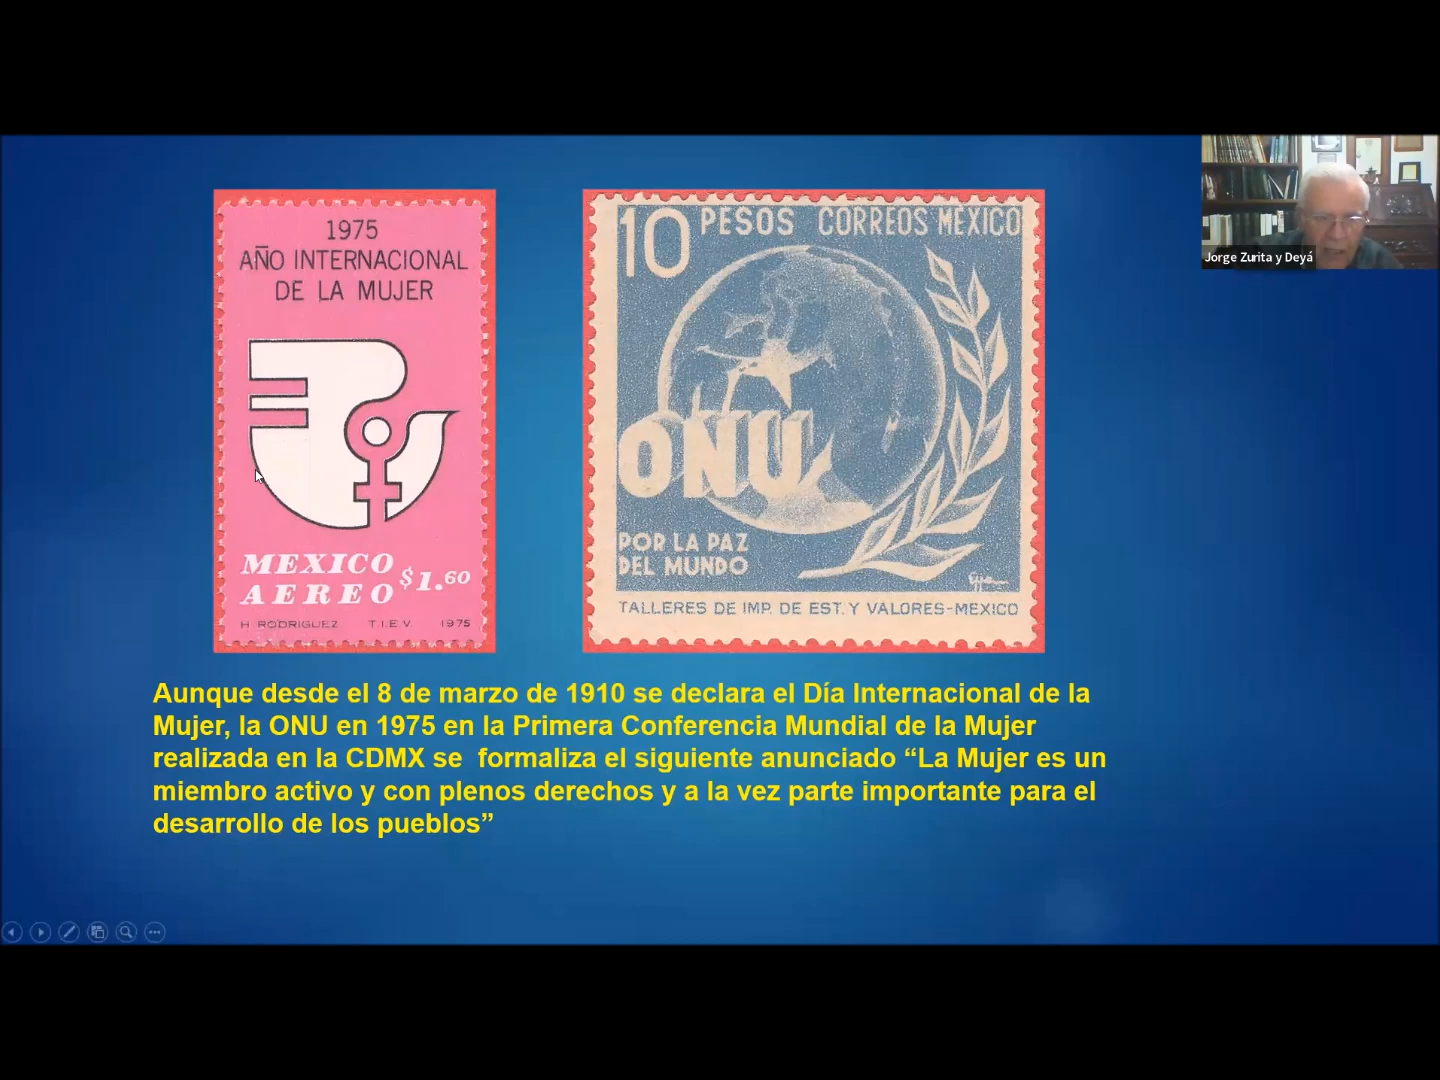 1975
AÑO INTERNACIONAL
DE LA MUJER
MEXICO
AEREO $1.60
H. RODRIGUEZ T.I.E.V. 1975
10 PESOS CORREOS MEXICO
ONU
POR LA PAZ
DEL MUNDO
TALLERES DE IMP. DE EST. Y VALORES-MEXICO
Jorge Zurita y Deyá
Aunque desde el 8 de marzo de 1910 se declara el Día Internacional de la
Mujer, la ONU en 1975 en la Primera Conferencia Mundial de la Mujer
realizada en la CDMX se  formaliza el siguiente anunciado “La Mujer es un
miembro activo y con plenos derechos y a la vez parte importante para el
desarrollo de los pueblos”